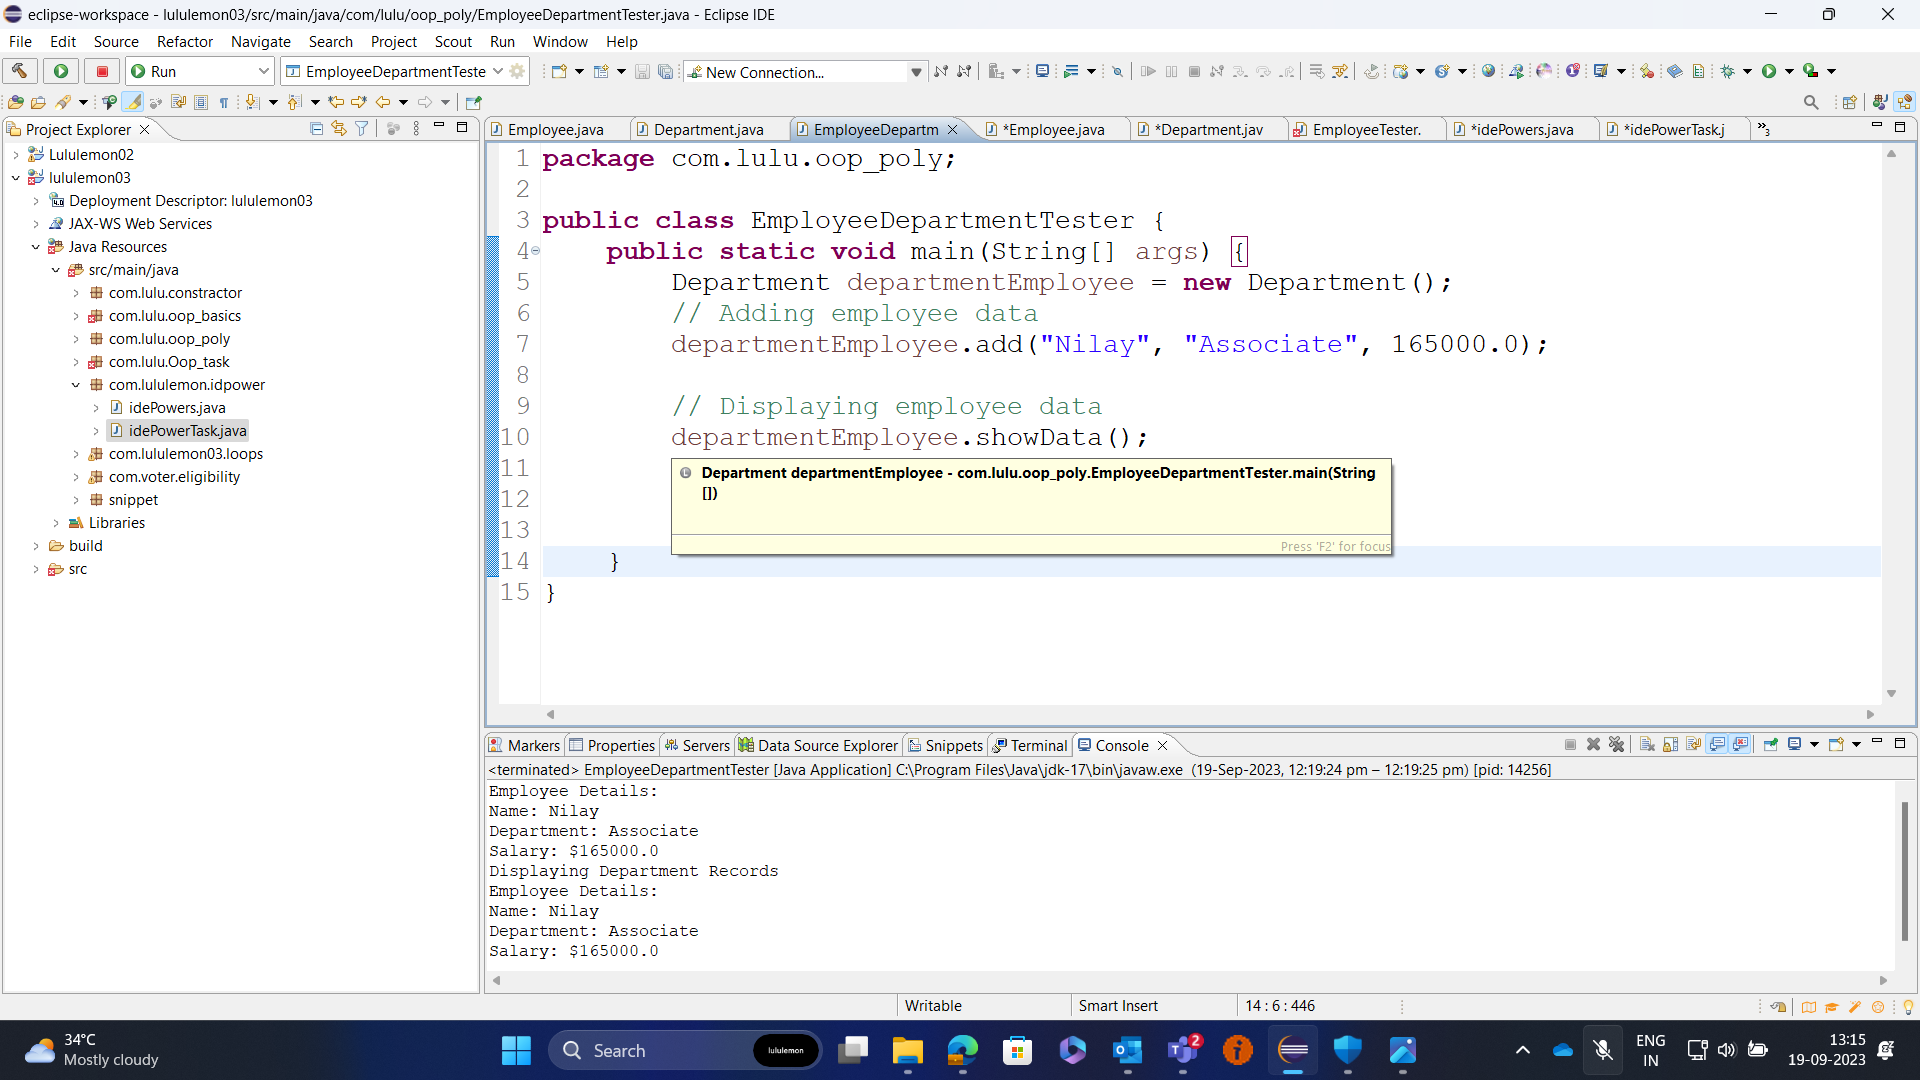 eclipse-workspace - lululemon03/src/main/java/com/lulu/oop_poly/EmployeeDepartmentTester.java - Eclipse IDE
File Edit Source Refactor Navigate Search Project Scout Run Window Help
Run EmployeeDepartmentTeste New Connection...
Project Explorer
Employee.java Department.java EmployeeDepartm *Employee.java *Department.jav EmployeeTester. *idePowers.java *idePowerTask.j »3
Lululemon02
lululemon03
Deployment Descriptor: lululemon03
JAX-WS Web Services
Java Resources
src/main/java
com.lulu.constractor
com.lulu.oop_basics
com.lulu.oop_poly
com.lulu.Oop_task
com.lululemon.idpower
idePowers.java
idePowerTask.java
com.lululemon03.loops
com.voter.eligibility
snippet
Libraries
build
src
1 package com.lulu.oop_poly;
2
3 public class EmployeeDepartmentTester {
4 public static void main(String[] args) {
5 Department departmentEmployee = new Department();
6 // Adding employee data
7 departmentEmployee.add("Nilay", "Associate", 165000.0);
8
9 // Displaying employee data
10 departmentEmployee.showData();
11
12
13
14 }
15 }
Department departmentEmployee - com.lulu.oop_poly.EmployeeDepartmentTester.main(String
[])
Press 'F2' for focus
Markers Properties Servers Data Source Explorer Snippets Terminal Console
<terminated> EmployeeDepartmentTester [Java Application] C:\Program Files\Java\jdk-17\bin\javaw.exe (19-Sep-2023, 12:19:24 pm – 12:19:25 pm) [pid: 14256]
Employee Details:
Name: Nilay
Department: Associate
Salary: $165000.0
Displaying Department Records
Employee Details:
Name: Nilay
Department: Associate
Salary: $165000.0
Writable Smart Insert 14 : 6 : 446
34°C
Mostly cloudy
Search
lululemon
2
ENG
IN
13:15
19-09-2023